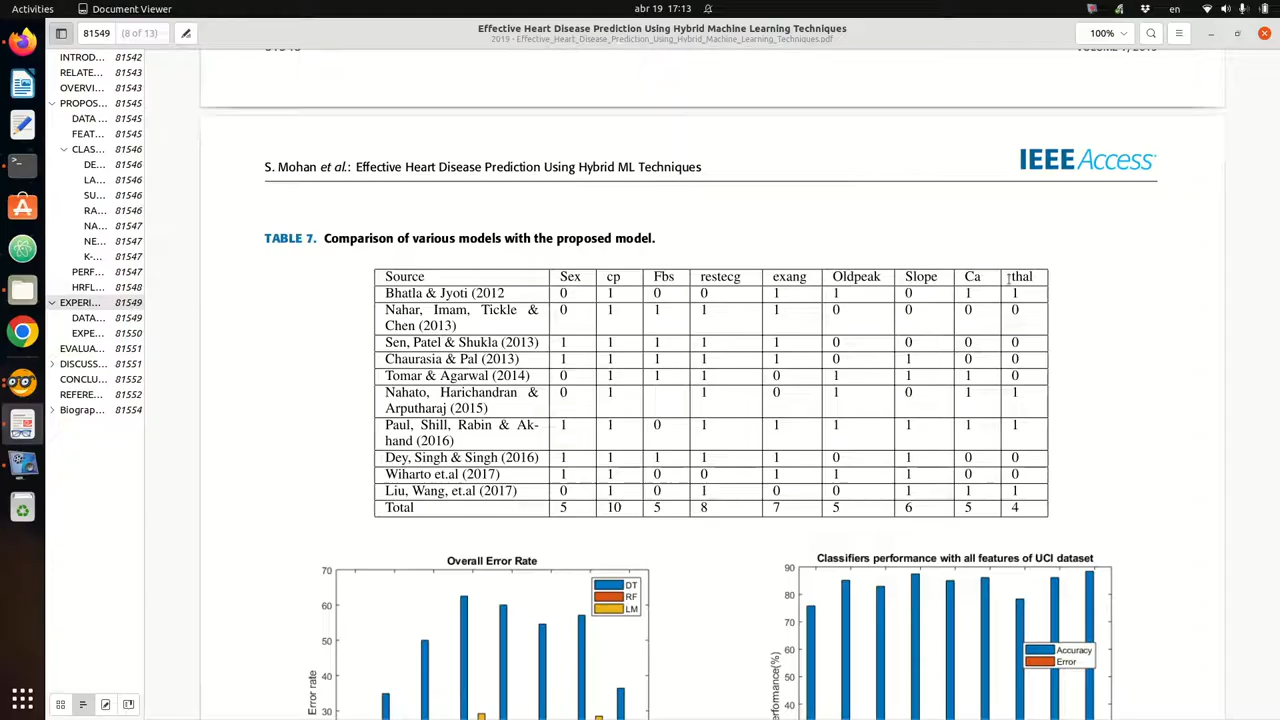 Activities Document Viewer abr 19 17:13 en
81549 (8 of 13) Effective Heart Disease Prediction Using Hybrid Machine Learning Techniques 100%
2019 - Effective_Heart_Disease_Prediction_Using_Hybrid_Machine_Learning_Techniques.pdf
INTROD... 81542
RELATE... 81543
OVERVI... 81543
PROPOS... 81545
DATA ... 81545
FEAT... 81545
CLAS... 81546
DE... 81546
LA... 81546
SU... 81546
RA... 81546
NA... 81547
NE... 81547
K-... 81547
PERF... 81547
HRFL... 81548
EXPERI... 81549
DATA... 81549
EXPE... 81550
EVALUA... 81551
DISCUSS... 81551
CONCLU... 81552
REFERE... 81552
Biograp... 81554
S. Mohan et al.: Effective Heart Disease Prediction Using Hybrid ML Techniques
IEEE Access
TABLE 7. Comparison of various models with the proposed model.
Source Sex cp Fbs restecg exang Oldpeak Slope Ca thal
Bhatla & Jyoti (2012 0 1 0 0 1 1 0 1 1
Nahar, Imam, Tickle & 0 1 1 1 1 0 0 0 0
Chen (2013)
Sen, Patel & Shukla (2013) 1 1 1 1 1 0 0 0 0
Chaurasia & Pal (2013) 1 1 1 1 1 0 1 0 0
Tomar & Agarwal (2014) 0 1 1 1 0 1 1 1 0
Nahato, Harichandran & 0 1 1 0 1 0 1 1
Arputharaj (2015)
Paul, Shill, Rabin & Ak- 1 1 0 1 1 1 1 1 1
hand (2016)
Dey, Singh & Singh (2016) 1 1 1 1 1 0 1 0 0
Wiharto et.al (2017) 1 1 0 0 1 1 1 0 0
Liu, Wang, et.al (2017) 0 1 0 1 0 0 1 1 1
Total 5 10 5 8 7 5 6 5 4
Overall Error Rate
70
60
50
40
30
Error rate
DT
RF
LM
Classifiers performance with all features of UCI dataset
90
80
70
60
50
40
Accuracy
Error